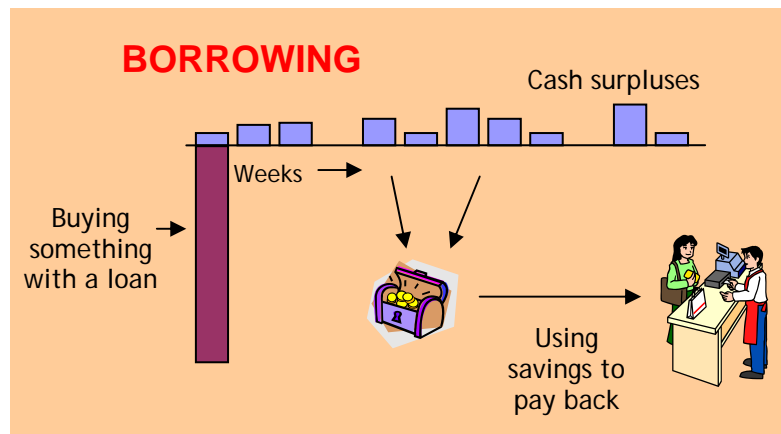 BORROWING
Cash surpluses
Weeks
Buying
something
with a loan
Using
savings to
pay back